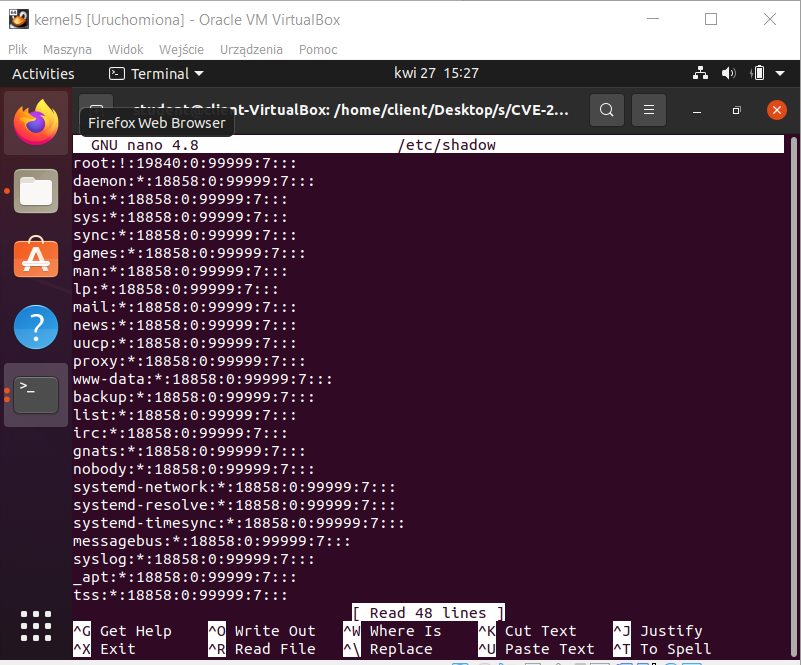 kernel5 [Uruchomiona] - Oracle VM VirtualBox
Plik Maszyna Widok Wejście Urządzenia Pomoc
Activities Terminal kwi 27 15:27
student@client-VirtualBox: /home/client/Desktop/s/CVE-2...
Firefox Web Browser
GNU nano 4.8 /etc/shadow
root:!:19840:0:99999:7:::
daemon:*:18858:0:99999:7:::
bin:*:18858:0:99999:7:::
sys:*:18858:0:99999:7:::
sync:*:18858:0:99999:7:::
games:*:18858:0:99999:7:::
man:*:18858:0:99999:7:::
lp:*:18858:0:99999:7:::
mail:*:18858:0:99999:7:::
news:*:18858:0:99999:7:::
uucp:*:18858:0:99999:7:::
proxy:*:18858:0:99999:7:::
www-data:*:18858:0:99999:7:::
backup:*:18858:0:99999:7:::
list:*:18858:0:99999:7:::
irc:*:18858:0:99999:7:::
gnats:*:18858:0:99999:7:::
nobody:*:18858:0:99999:7:::
systemd-network:*:18858:0:99999:7:::
systemd-resolve:*:18858:0:99999:7:::
systemd-timesync:*:18858:0:99999:7:::
messagebus:*:18858:0:99999:7:::
syslog:*:18858:0:99999:7:::
_apt:*:18858:0:99999:7:::
tss:*:18858:0:99999:7:::
[ Read 48 lines ]
^G Get Help ^O Write Out ^W Where Is ^K Cut Text ^J Justify
^X Exit ^R Read File ^\ Replace ^U Paste Text ^T To Spell